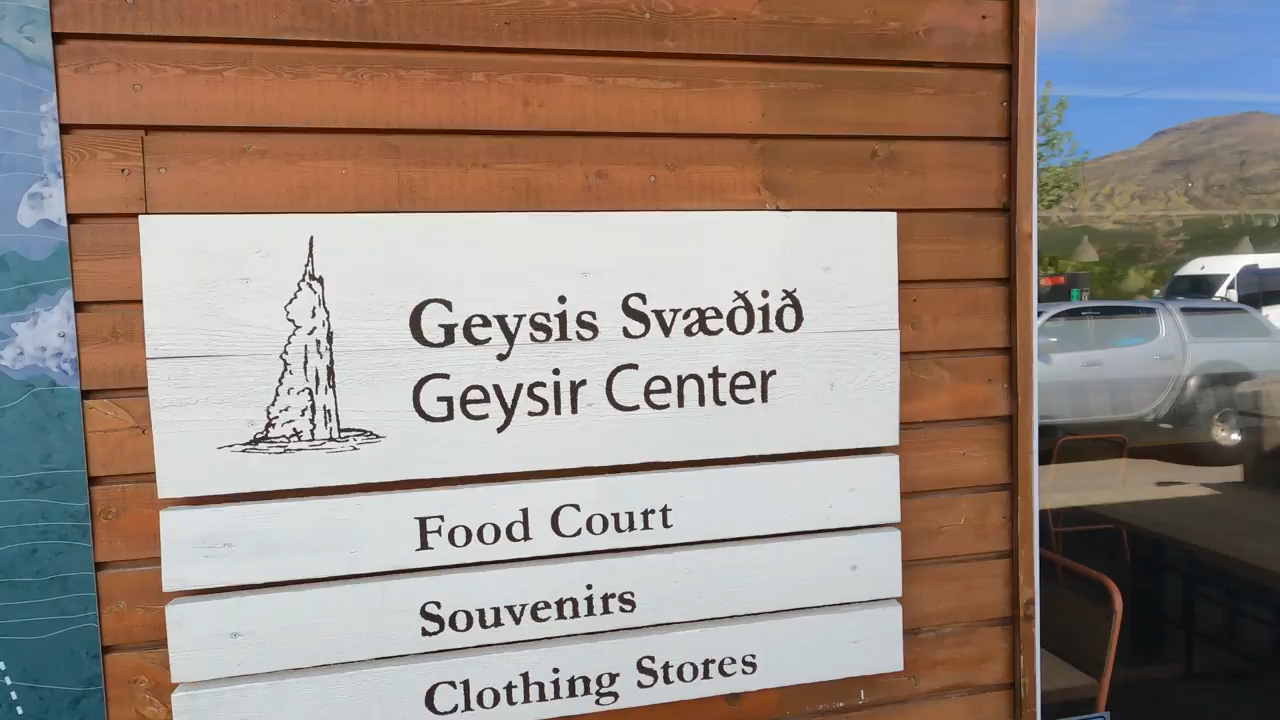 Geysis Svæðið
Geysir Center
Food Court
Souvenirs
Clothing Stores